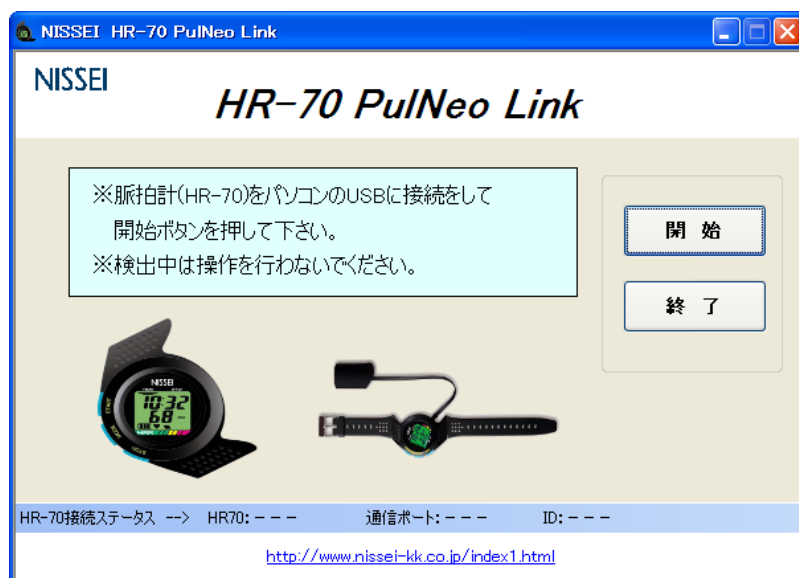 NISSEI HR-70 PulNeo Link
NISSEI
HR-70 PulNeo Link
※脈拍計(HR-70)をパソコンのUSBに接続をして
開始ボタンを押して下さい。
※検出中は操作を行わないでください。
開 始
終 了
NISSEI
10:32
68
HR-70接続ステータス --> HR70:--- 通信ポート:--- ID:---
http://www.nissei-kk.co.jp/index1.html